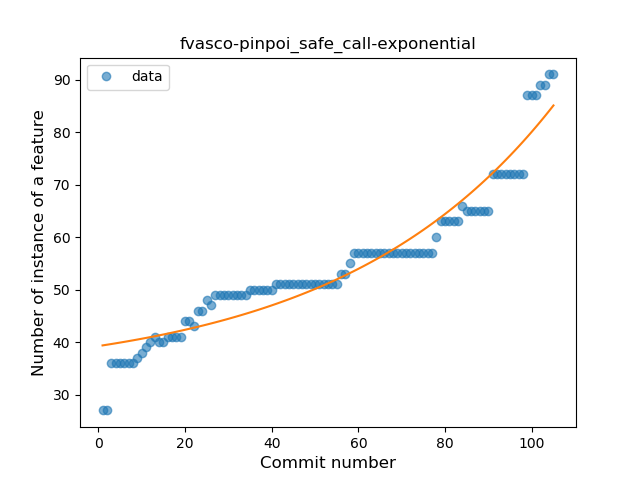 fvasco-pinpoi_safe_call-exponential
data
Number of instance of a feature
90
80
70
60
50
40
30
0 20 40 60 80 100
Commit number